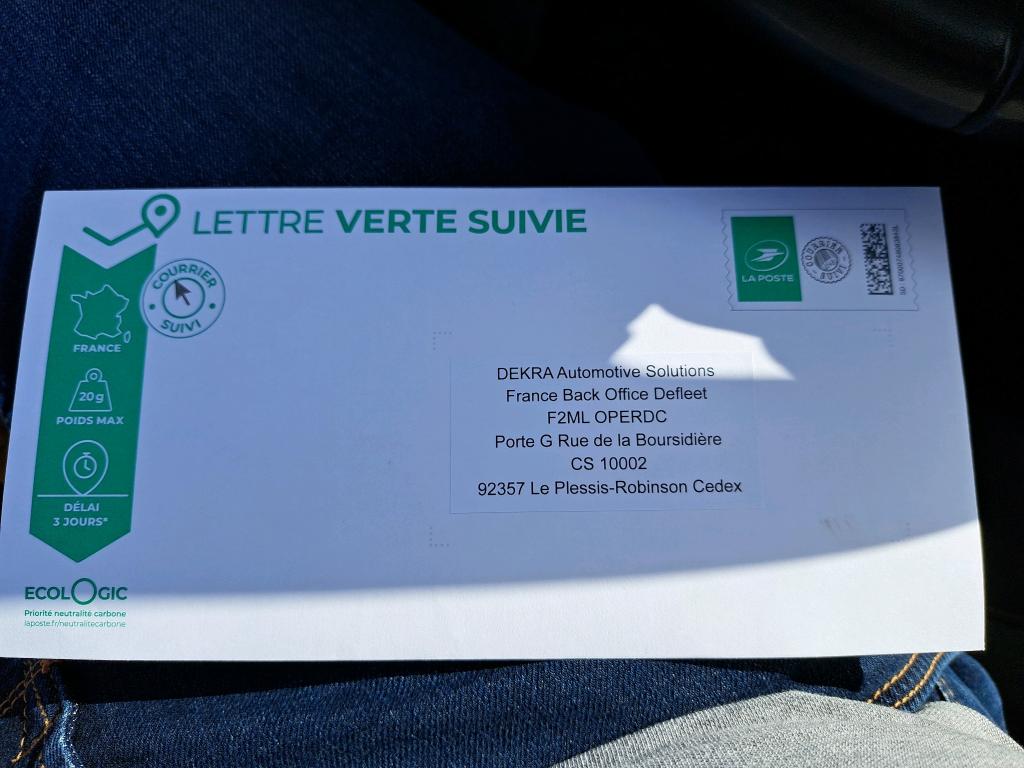 LETTRE VERTE SUIVIE
COURRIER
SUIVI
FRANCE
20g
POIDS MAX
DÉLAI
3 JOURS*
ECOLOGIC
Priorité neutralité carbone
laposte.fr/neutralitecarbone
LA POSTE
COURRIER
SUIVI
DEKRA Automotive Solutions
France Back Office Defleet
F2ML OPERDC
Porte G Rue de la Boursidière
CS 10002
92357 Le Plessis-Robinson Cedex